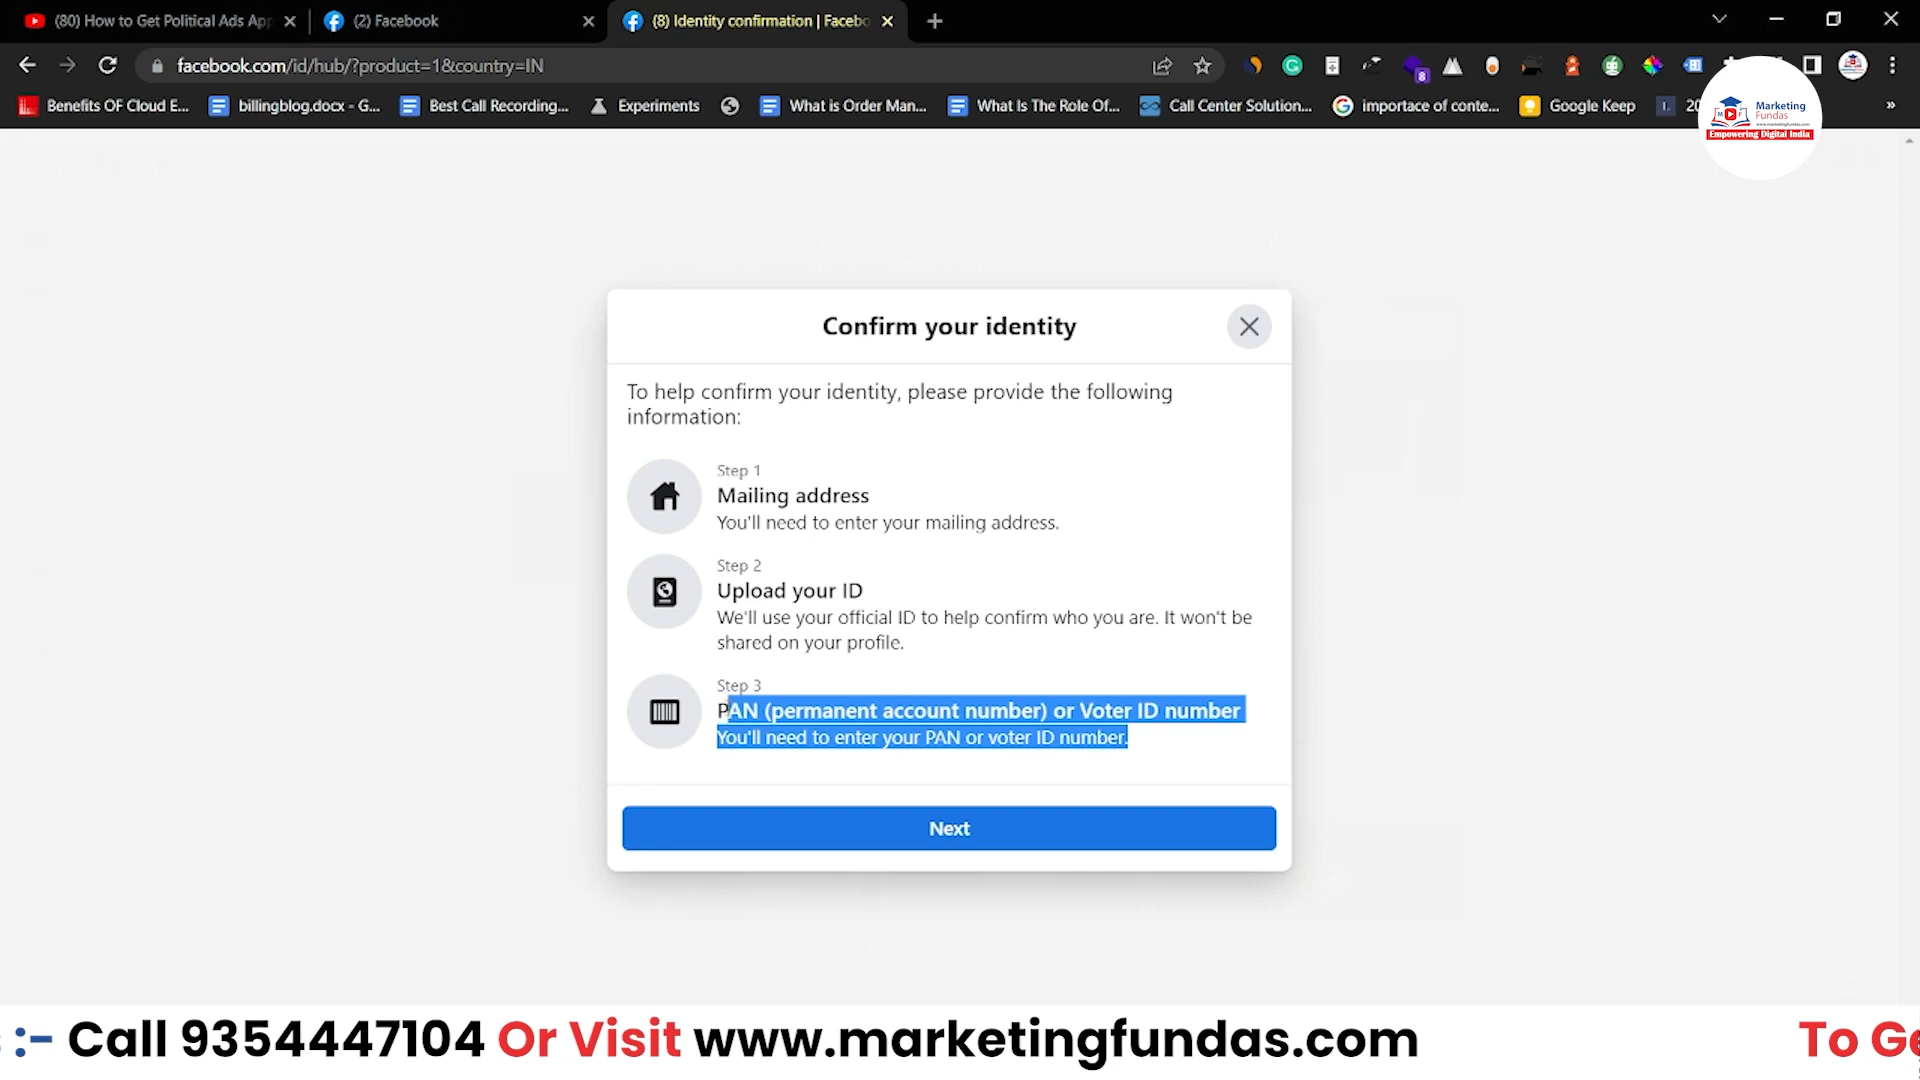 (80) How to Get Political Ads App
(2) Facebook
(8) Identity confirmation | Facebo
facebook.com/id/hub/?product=1&country=IN
8
Benefits OF Cloud E...
billingblog.docx - G...
Best Call Recording...
Experiments
What is Order Man...
What Is The Role Of...
Call Center Solution...
importace of conte...
Google Keep
L
20
»
Marketing
Fundas
www.marketingfundas.com
Empowering Digital India
Confirm your identity
To help confirm your identity, please provide the following
information:
Step 1
Mailing address
You'll need to enter your mailing address.
Step 2
Upload your ID
We'll use your official ID to help confirm who you are. It won't be
shared on your profile.
Step 3
PAN (permanent account number) or Voter ID number
You'll need to enter your PAN or voter ID number.
Next
:- Call 9354447104 Or Visit www.marketingfundas.com
To Ge